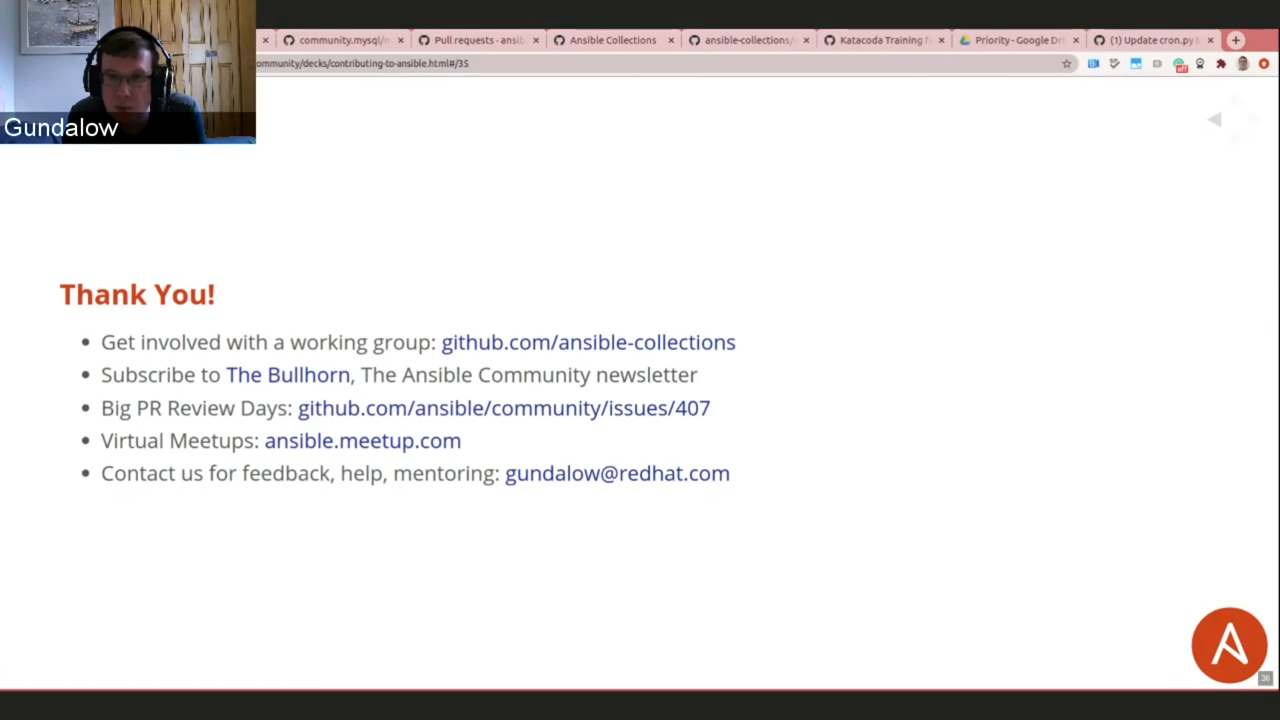 community.mysql/
Pull requests - ansib
Ansible Collections
ansible-collections/
Katacoda Training F
Priority - Google Dri
(1) Update cron.py b
ommunity/decks/contributing-to-ansible.html#/35
off
Gundalow
Thank You!
Get involved with a working group: github.com/ansible-collections
Subscribe to The Bullhorn, The Ansible Community newsletter
Big PR Review Days: github.com/ansible/community/issues/407
Virtual Meetups: ansible.meetup.com
Contact us for feedback, help, mentoring: gundalow@redhat.com
36